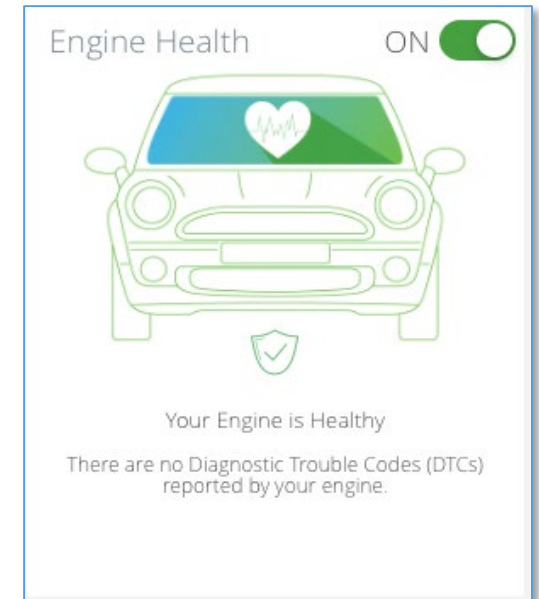 Engine Health ON
Your Engine is Healthy
There are no Diagnostic Trouble Codes (DTCs)
reported by your engine.